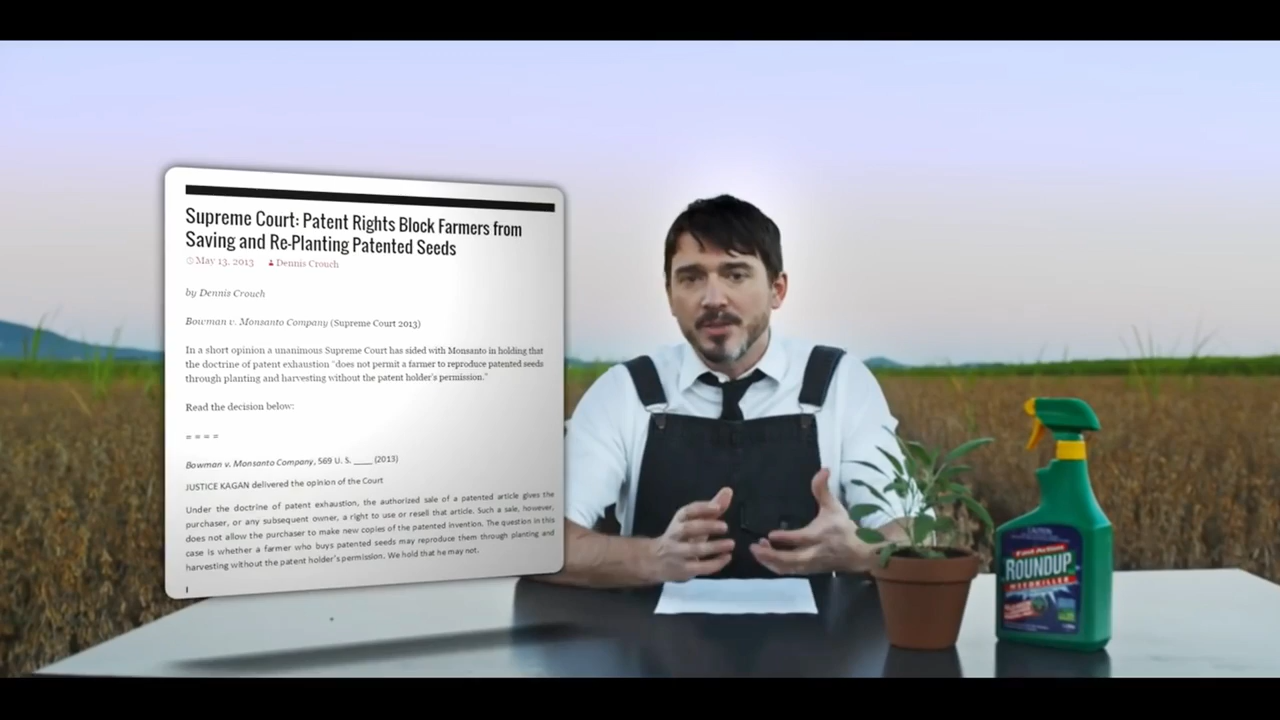 Supreme Court: Patent Rights Block Farmers from
Saving and Re-Planting Patented Seeds
May 13, 2013 Dennis Crouch
by Dennis Crouch
Bowman v. Monsanto Company (Supreme Court 2013)
In a short opinion a unanimous Supreme Court has sided with Monsanto in holding that
the doctrine of patent exhaustion "does not permit a farmer to reproduce patented seeds
through planting and harvesting without the patent holder's permission."
Read the decision below:
= = = =
Bowman v. Monsanto Company, 569 U. S. ____ (2013)
JUSTICE KAGAN delivered the opinion of the Court
Under the doctrine of patent exhaustion, the authorized sale of a patented article gives the
purchaser, or any subsequent owner, a right to use or resell that article. Such a sale, however,
does not allow the purchaser to make new copies of the patented invention. The question in this
case is whether a farmer who buys patented seeds may reproduce them through planting and
harvesting without the patent holder's permission. We hold that he may not.
Fast Action
ROUNDUP
WEEDKILLER